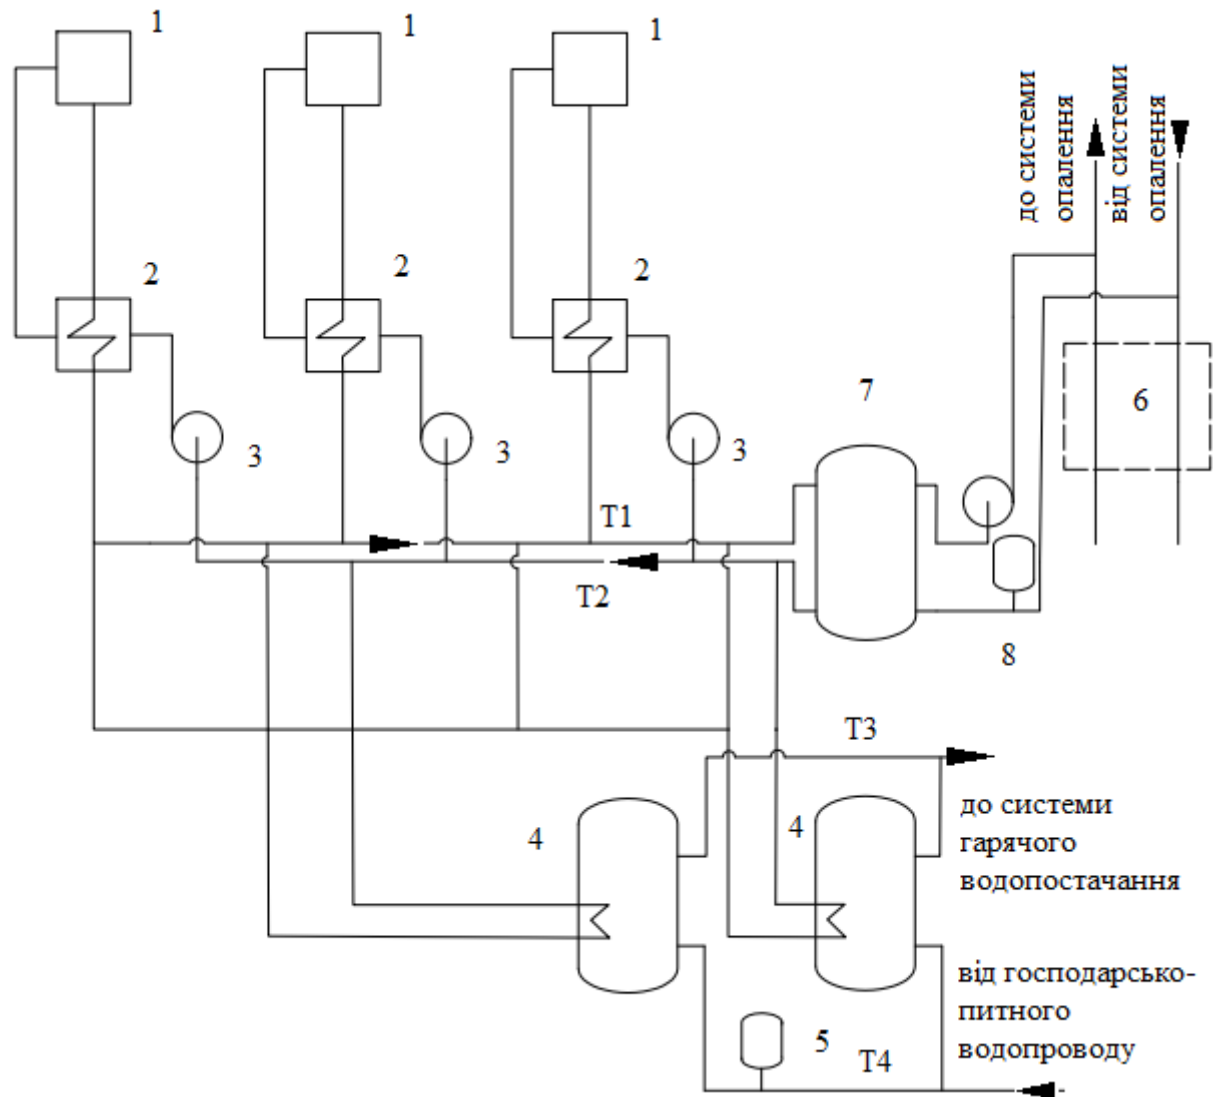 1
1
1
до системи
опалення
від системи
опалення
2
2
2
3
3
3
7
6
T1
T2
8
T3
4
4
до системи
гарячого
водопостачання
від господарсько-
питного
водопроводу
5
T4